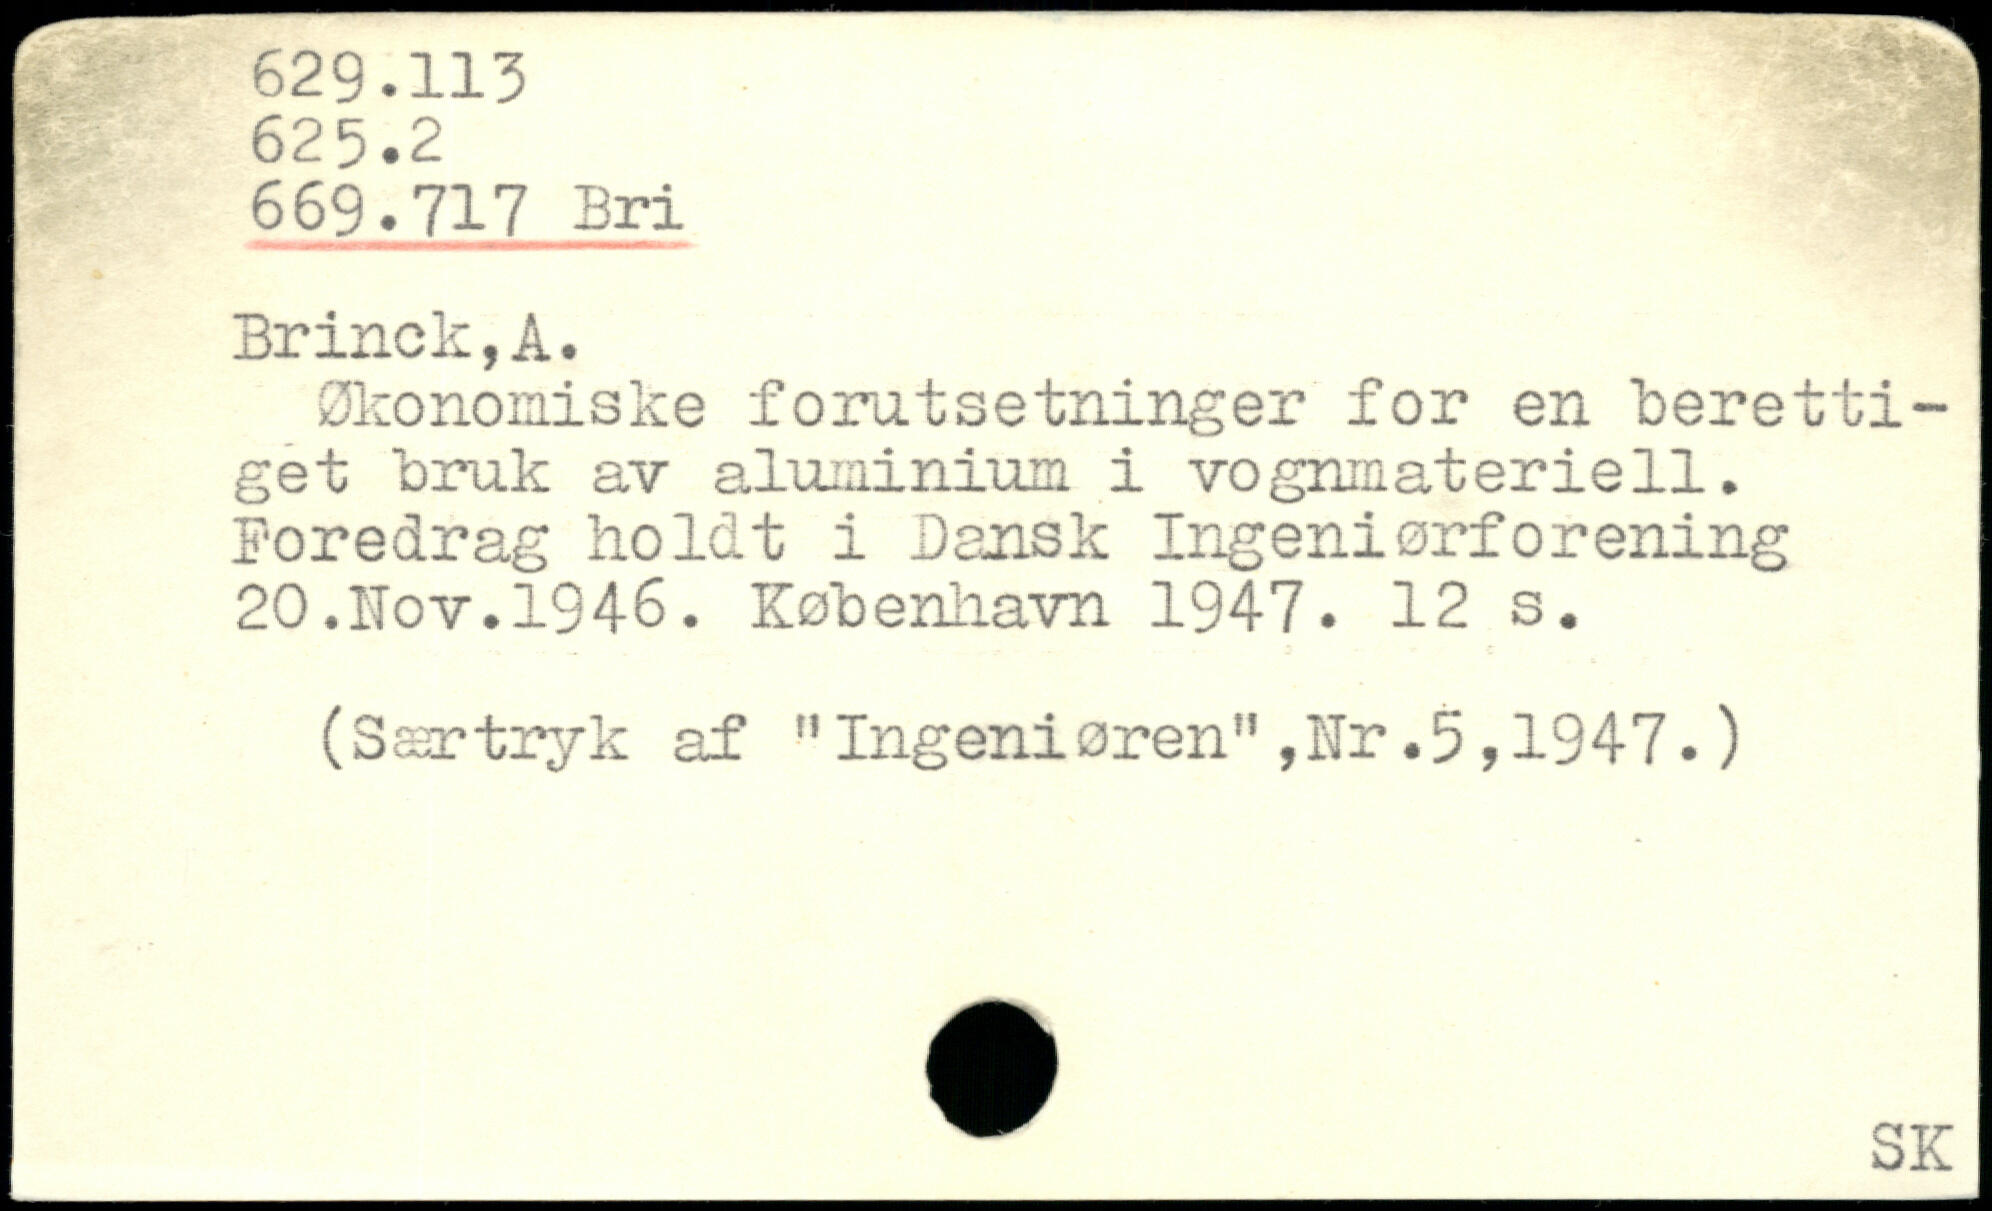 629.113
625.2
669.717 Bri
Brinck,A.
Økonomiske forutsetninger for en beretti-
get bruk av aluminium i vognmateriell.
Foredrag holdt i Dansk Ingeniørforening
20.Nov.1946. København 1947. 12 s.
(Særtryk af "Ingeniøren",Nr.5,1947.)
SK